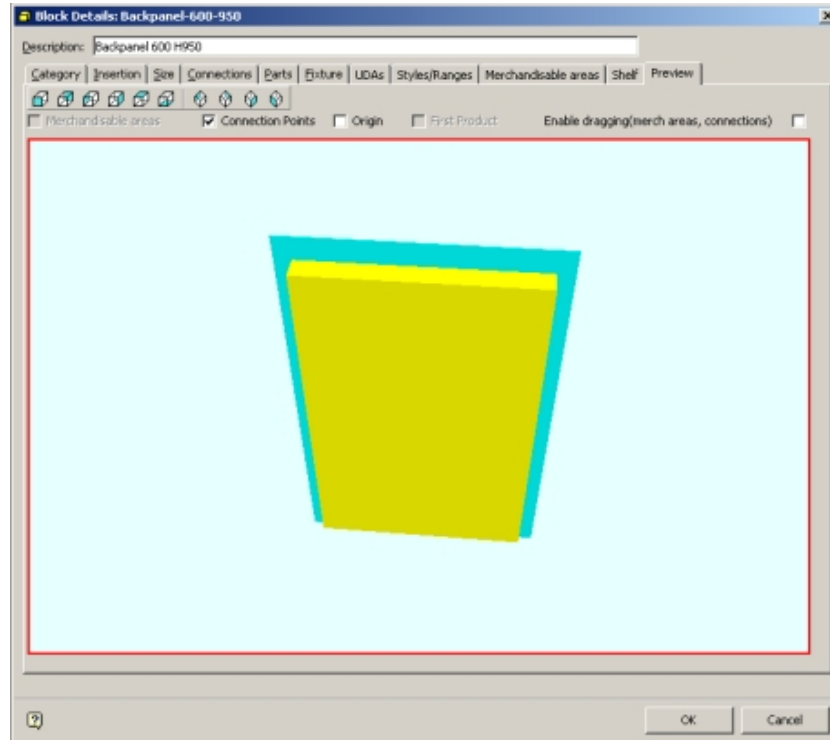 Block Details: Backpanel-600-950
Description: Backpanel 600 H950
Category Insertion Size Connections Parts Fixture UDAs Styles/Ranges Merchandisable areas Shelf Preview
Merchandisable areas Connection Points Origin First Product Enable dragging(merch areas, connections)
OK Cancel